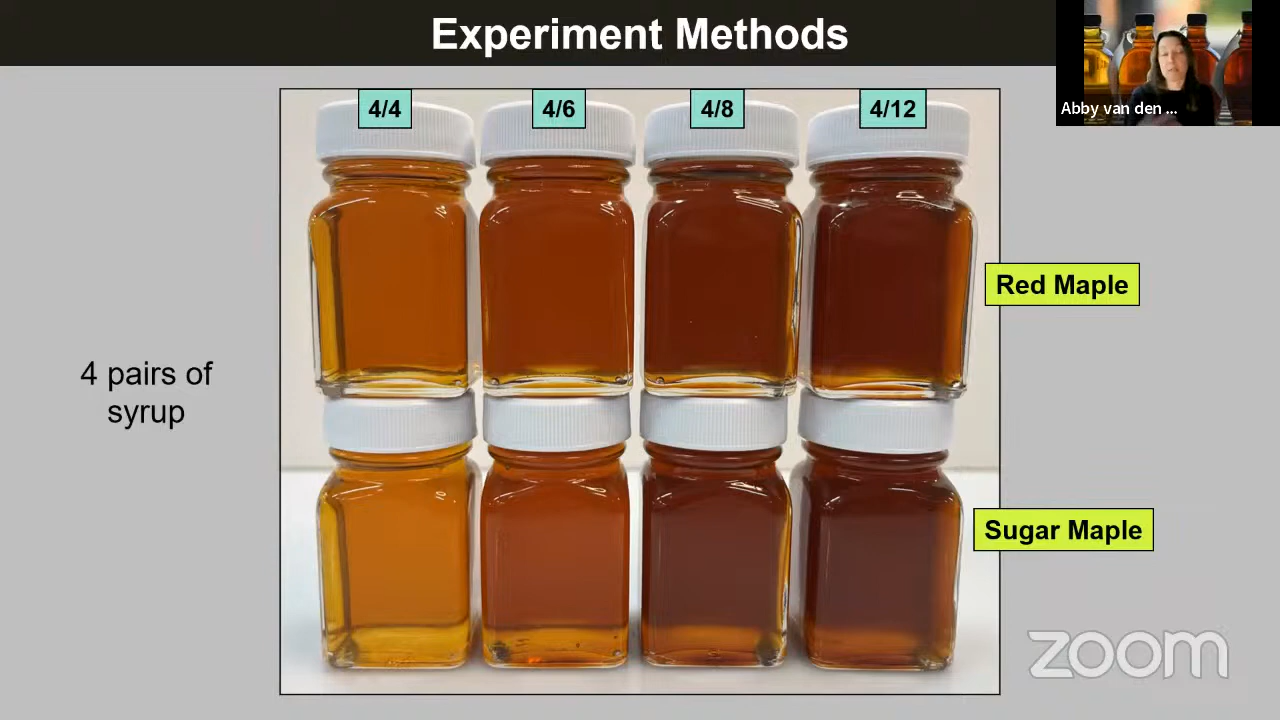 Experiment Methods
Abby van den ...
4/4
4/6
4/8
4/12
Red Maple
4 pairs of
syrup
Sugar Maple
zoom